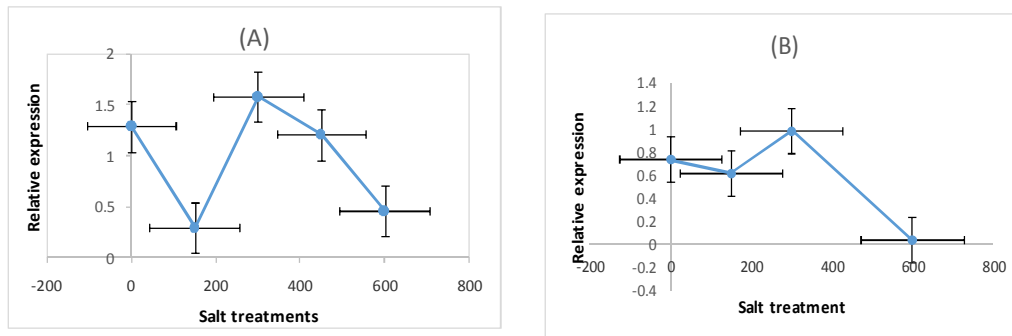 (A)
Relative expression
2
1.5
1
0.5
0
-200 0 200 400 600 800
Salt treatments
(B)
Relative expression
1.4
1.2
1
0.8
0.6
0.4
0.2
0
-0.2
-0.4
-200 0 200 400 600 800
Salt treatment